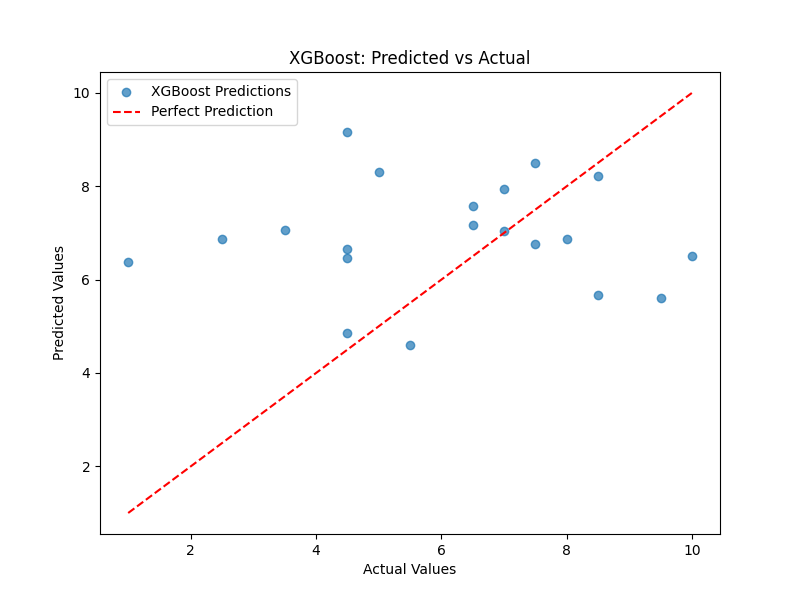 XGBoost: Predicted vs Actual
XGBoost Predictions
Perfect Prediction
10
8
6
4
2
Predicted Values
2 4 6 8 10
Actual Values